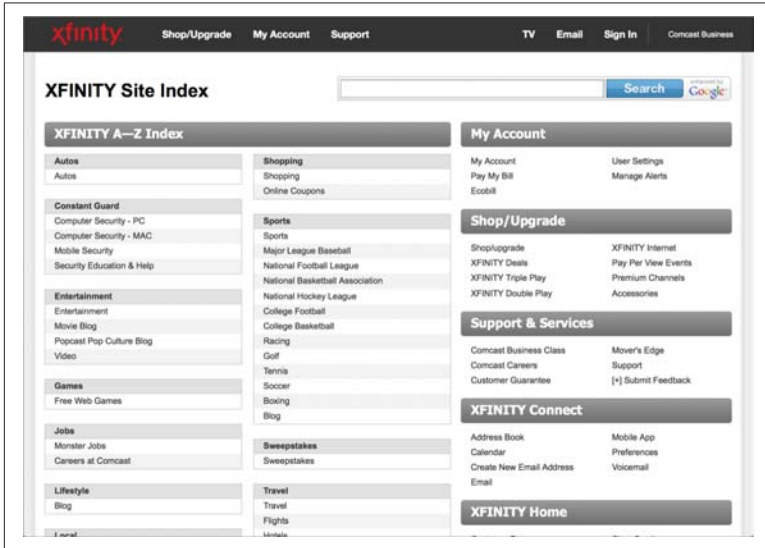 xfinity Shop/Upgrade My Account Support TV Email Sign In Comcast Business
XFINITY Site Index
Search
enhanced by
Google
XFINITY A—Z Index
Autos
Autos
Constant Guard
Computer Security - PC
Computer Security - MAC
Mobile Security
Security Education & Help
Entertainment
Entertainment
Movie Blog
Popcast Pop Culture Blog
Video
Games
Free Web Games
Jobs
Monster Jobs
Careers at Comcast
Lifestyle
Blog
Local
Shopping
Shopping
Online Coupons
Sports
Sports
Major League Baseball
National Football League
National Basketball Association
National Hockey League
College Football
College Basketball
Racing
Golf
Tennis
Soccer
Boxing
Blog
Sweepstakes
Sweepstakes
Travel
Travel
Flights
Hotels
My Account
My Account User Settings
Pay My Bill Manage Alerts
Ecobill
Shop/Upgrade
Shop/upgrade XFINITY Internet
XFINITY Deals Pay Per View Events
XFINITY Triple Play Premium Channels
XFINITY Double Play Accessories
Support & Services
Comcast Business Class Mover's Edge
Comcast Careers Support
Customer Guarantee [+] Submit Feedback
XFINITY Connect
Address Book Mobile App
Calendar Preferences
Create New Email Address Voicemail
Email
XFINITY Home